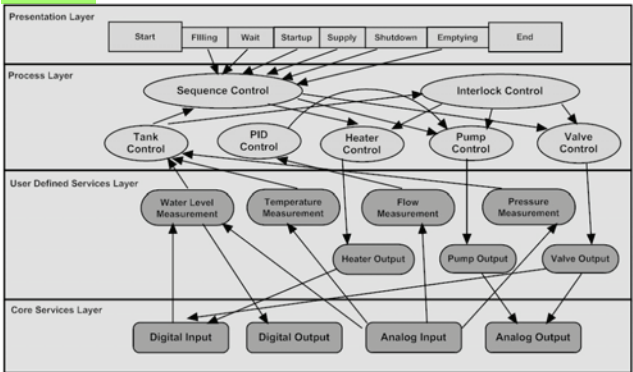 Presentation Layer
Start
FIlling
Wait
Startup
Supply
Shutdown
Emptying
End
Process Layer
Sequence Control
Interlock Control
Tank
Control
PID
Control
Heater
Control
Pump
Control
Valve
Control
User Defined Services Layer
Water Level
Measurement
Temperature
Measurement
Flow
Measurement
Pressure
Measurement
Heater Output
Pump Output
Valve Output
Core Services Layer
Digital Input
Digital Output
Analog Input
Analog Output